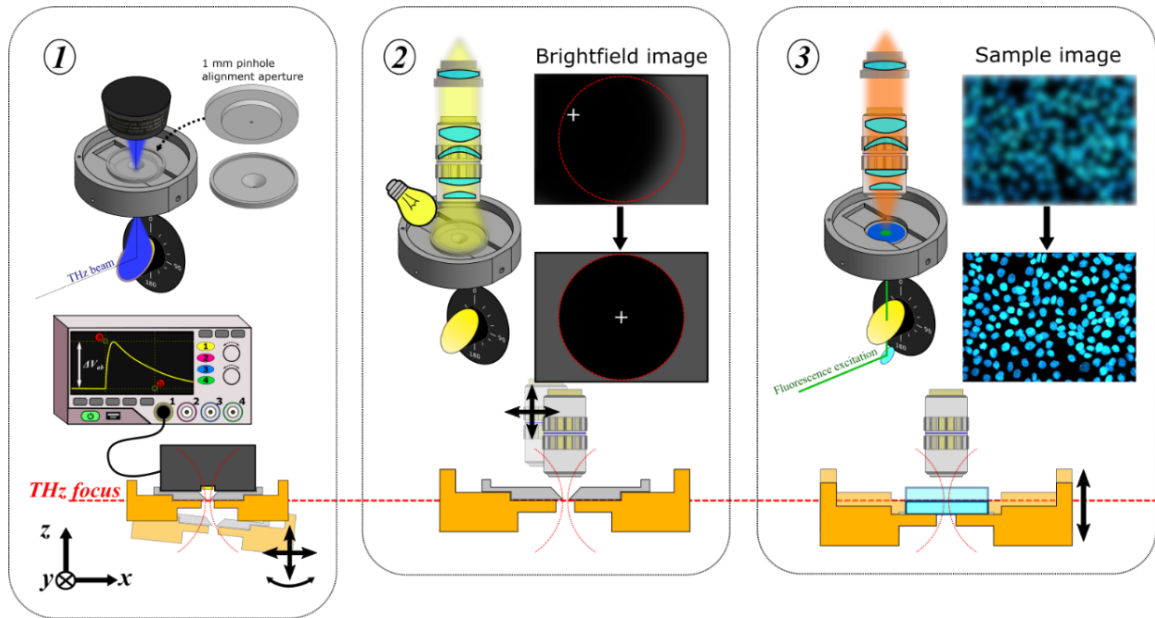 1
1 mm pinhole
alignment aperture
THz beam
0
90
180
ΔV
1
2
3
4
1 2 3 4
THz focus
z
y x
2
Brightfield image
0
90
180
3
Sample image
0
90
180
Fluorescence excitation